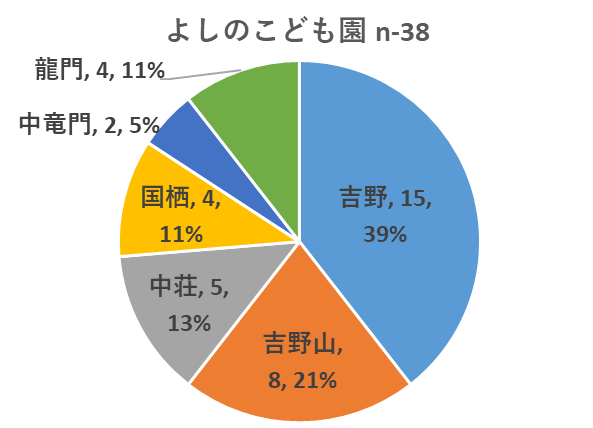 よしのこども園 n-38
龍門, 4, 11%
中竜門, 2, 5%
国栖, 4,
11%
吉野, 15,
39%
中荘, 5,
13%
吉野山,
8, 21%